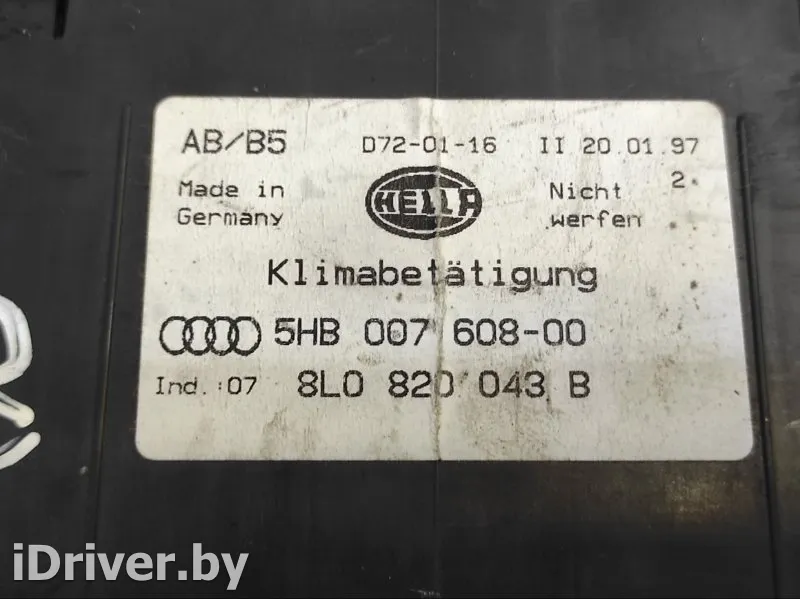 AB/B5 D72-01-16 II 20.01.97
Made in Germany
HELLA
Nicht 2.
werfen
Klimabetätigung
5HB 007 608-00
Ind.:07 8L0 820 043 B
iDriver.by